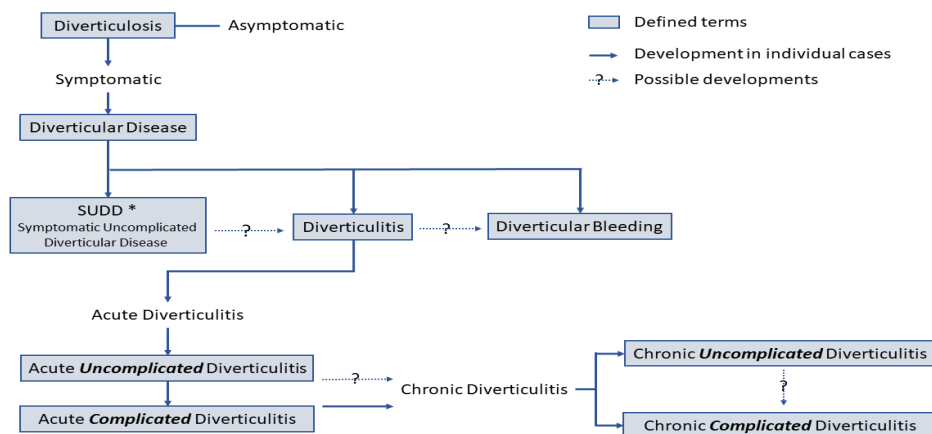 Diverticulosis
Asymptomatic
Defined terms
Development in individual cases
?
Possible developments
Symptomatic
Diverticular Disease
SUDD *
Symptomatic Uncomplicated
Diverticular Disease
?
Diverticulitis
?
Diverticular Bleeding
Acute Diverticulitis
Acute Uncomplicated Diverticulitis
?
Chronic Diverticulitis
Chronic Uncomplicated Diverticulitis
?
Acute Complicated Diverticulitis
Chronic Complicated Diverticulitis